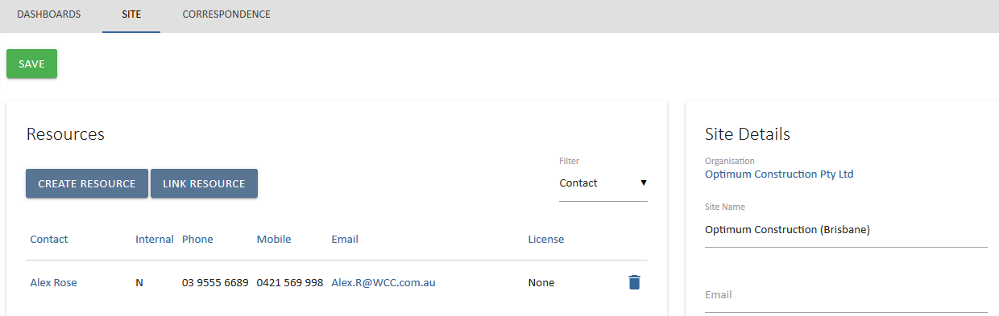 DASHBOARDS SITE CORRESPONDENCE
SAVE
Resources
Filter
CREATE RESOURCE LINK RESOURCE
Contact
Contact Internal Phone Mobile Email License
Alex Rose N 03 9555 6689 0421 569 998 Alex.R@WCC.com.au None
Site Details
Organisation
Optimum Construction Pty Ltd
Site Name
Optimum Construction (Brisbane)
Email